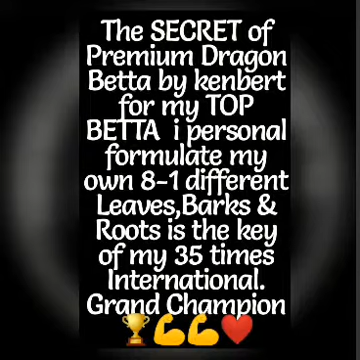 The SECRET of
Premium Dragon
Betta by kenbert
for my TOP
BETTA i personal
formulate my
own 8-1 different
Leaves,Barks &
Roots is the key
of my 35 times
International.
Grand Champion
🏆💪💪❤️